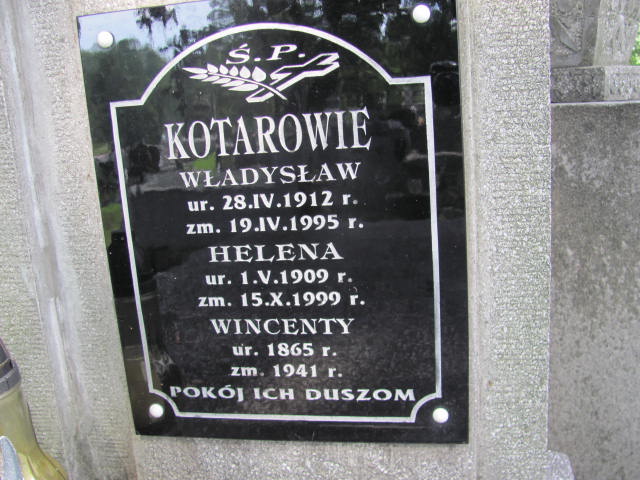 Ś.P.
KOTAROWIE
WŁADYSŁAW
ur. 28.IV.1912 r.
zm. 19.IV.1995 r.
HELENA
ur. 1.V.1909 r.
zm. 15.X.1999 r.
WINCENTY
ur. 1865 r.
zm. 1941 r.
POKÓJ ICH DUSZOM